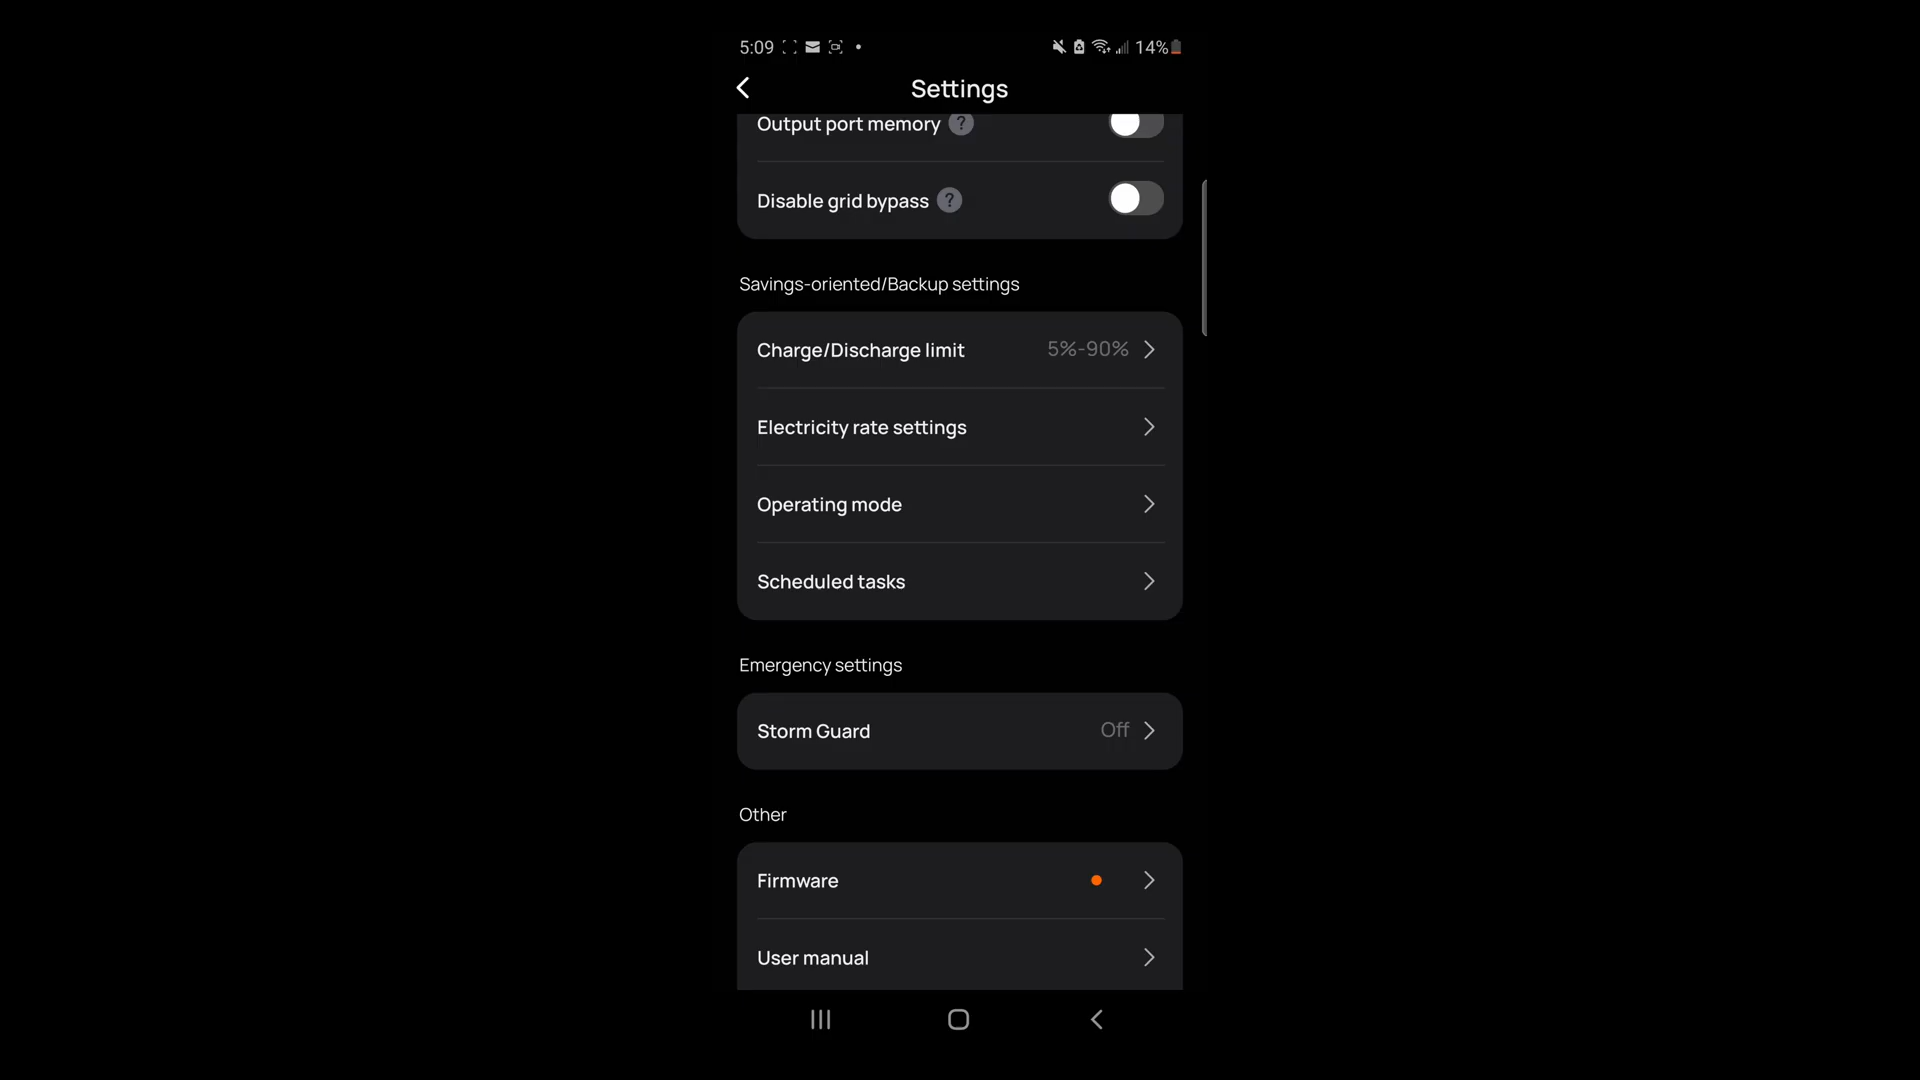 5:09
14%
Settings
Output port memory ?
Disable grid bypass ?
Savings-oriented/Backup settings
Charge/Discharge limit 5%-90%
Electricity rate settings
Operating mode
Scheduled tasks
Emergency settings
Storm Guard Off
Other
Firmware
User manual